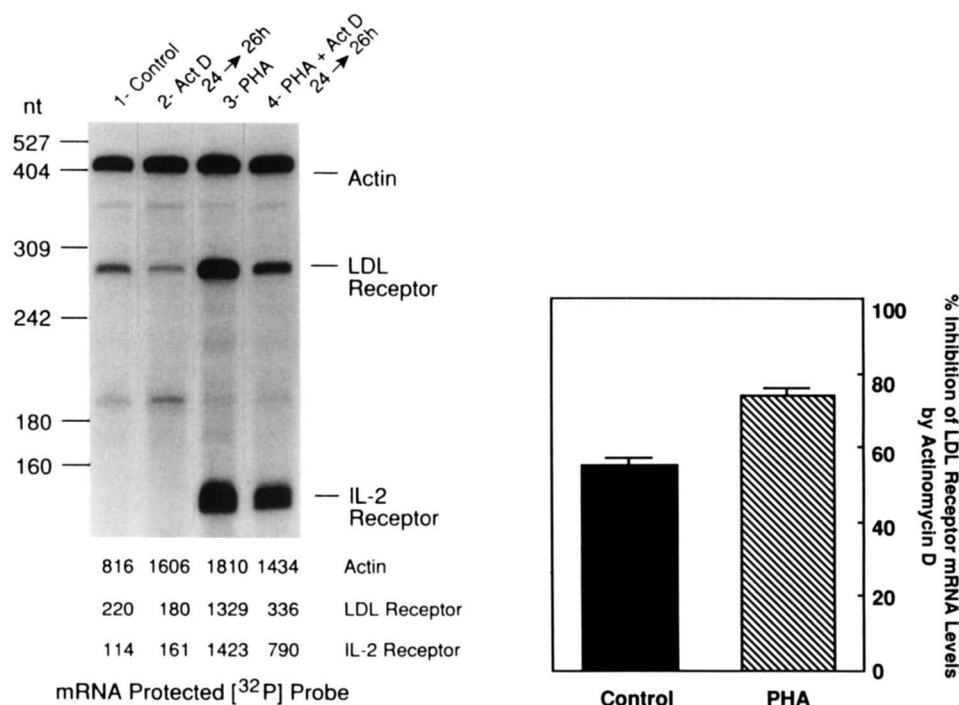 1- Control
2- Act D
24 → 26h
3- PHA
4- PHA + Act D
24 → 26h
nt
527
404
309
242
180
160
Actin
LDL
Receptor
IL-2
Receptor
816 1606 1810 1434 Actin
220 180 1329 336 LDL Receptor
114 161 1423 790 IL-2 Receptor
mRNA Protected [³²P] Probe
100
80
60
40
20
0
% Inhibition of LDL Receptor mRNA Levels
by Actinomycin D
Control PHA